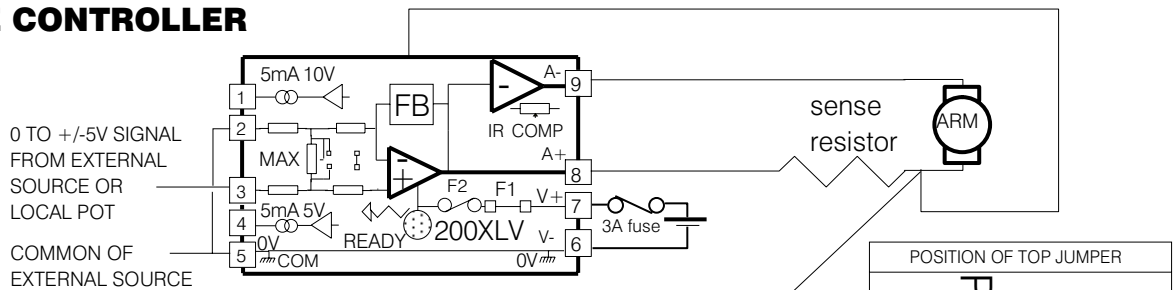 CONTROLLER
5mA 10V
A-
1
9
FB
sense
resistor
ARM
0 TO +/-5V SIGNAL
FROM EXTERNAL
SOURCE OR
LOCAL POT
2
IR COMP
MAX
A+
8
3
F2
F1
V+
7
4
5mA 5V
3A fuse
READY
200XLV
V-
6
0V
5
COM
0V
COMMON OF
EXTERNAL SOURCE
POSITION OF TOP JUMPER